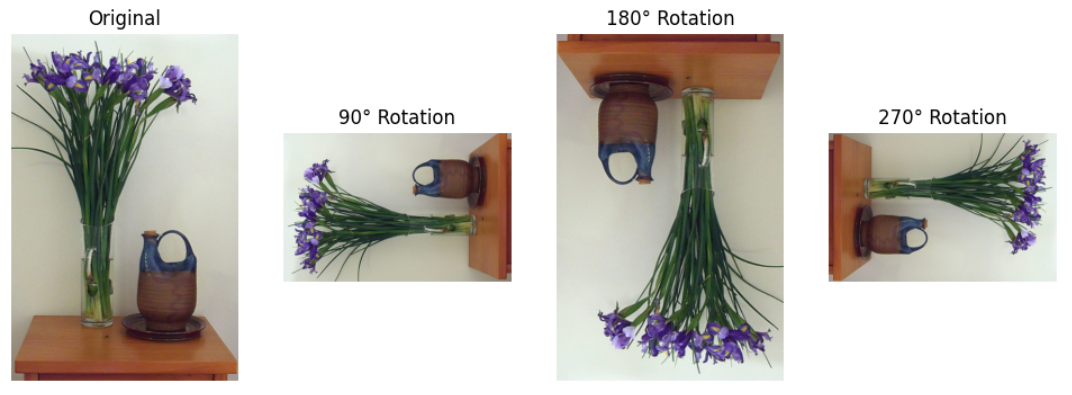 Original
90° Rotation
180° Rotation
270° Rotation